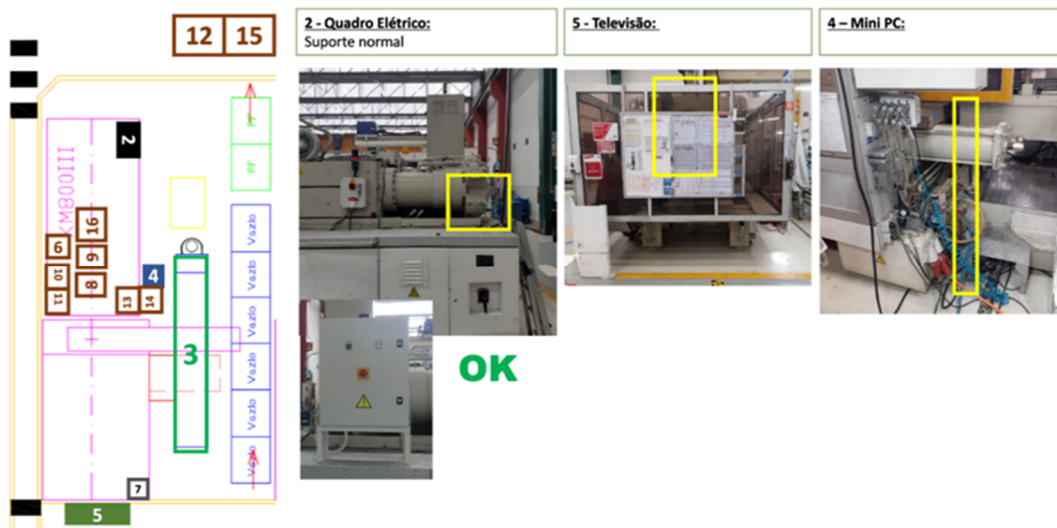 12
15
2 - Quadro Elétrico:
Suporte normal
5 - Televisão:
4 – Mini PC:
PF
PF
2
KM800III
16
6
9
10
4
8
11
13
14
3
Vazio
Vazio
Vazio
Vazio
Vazio
Vazio
7
5
OK